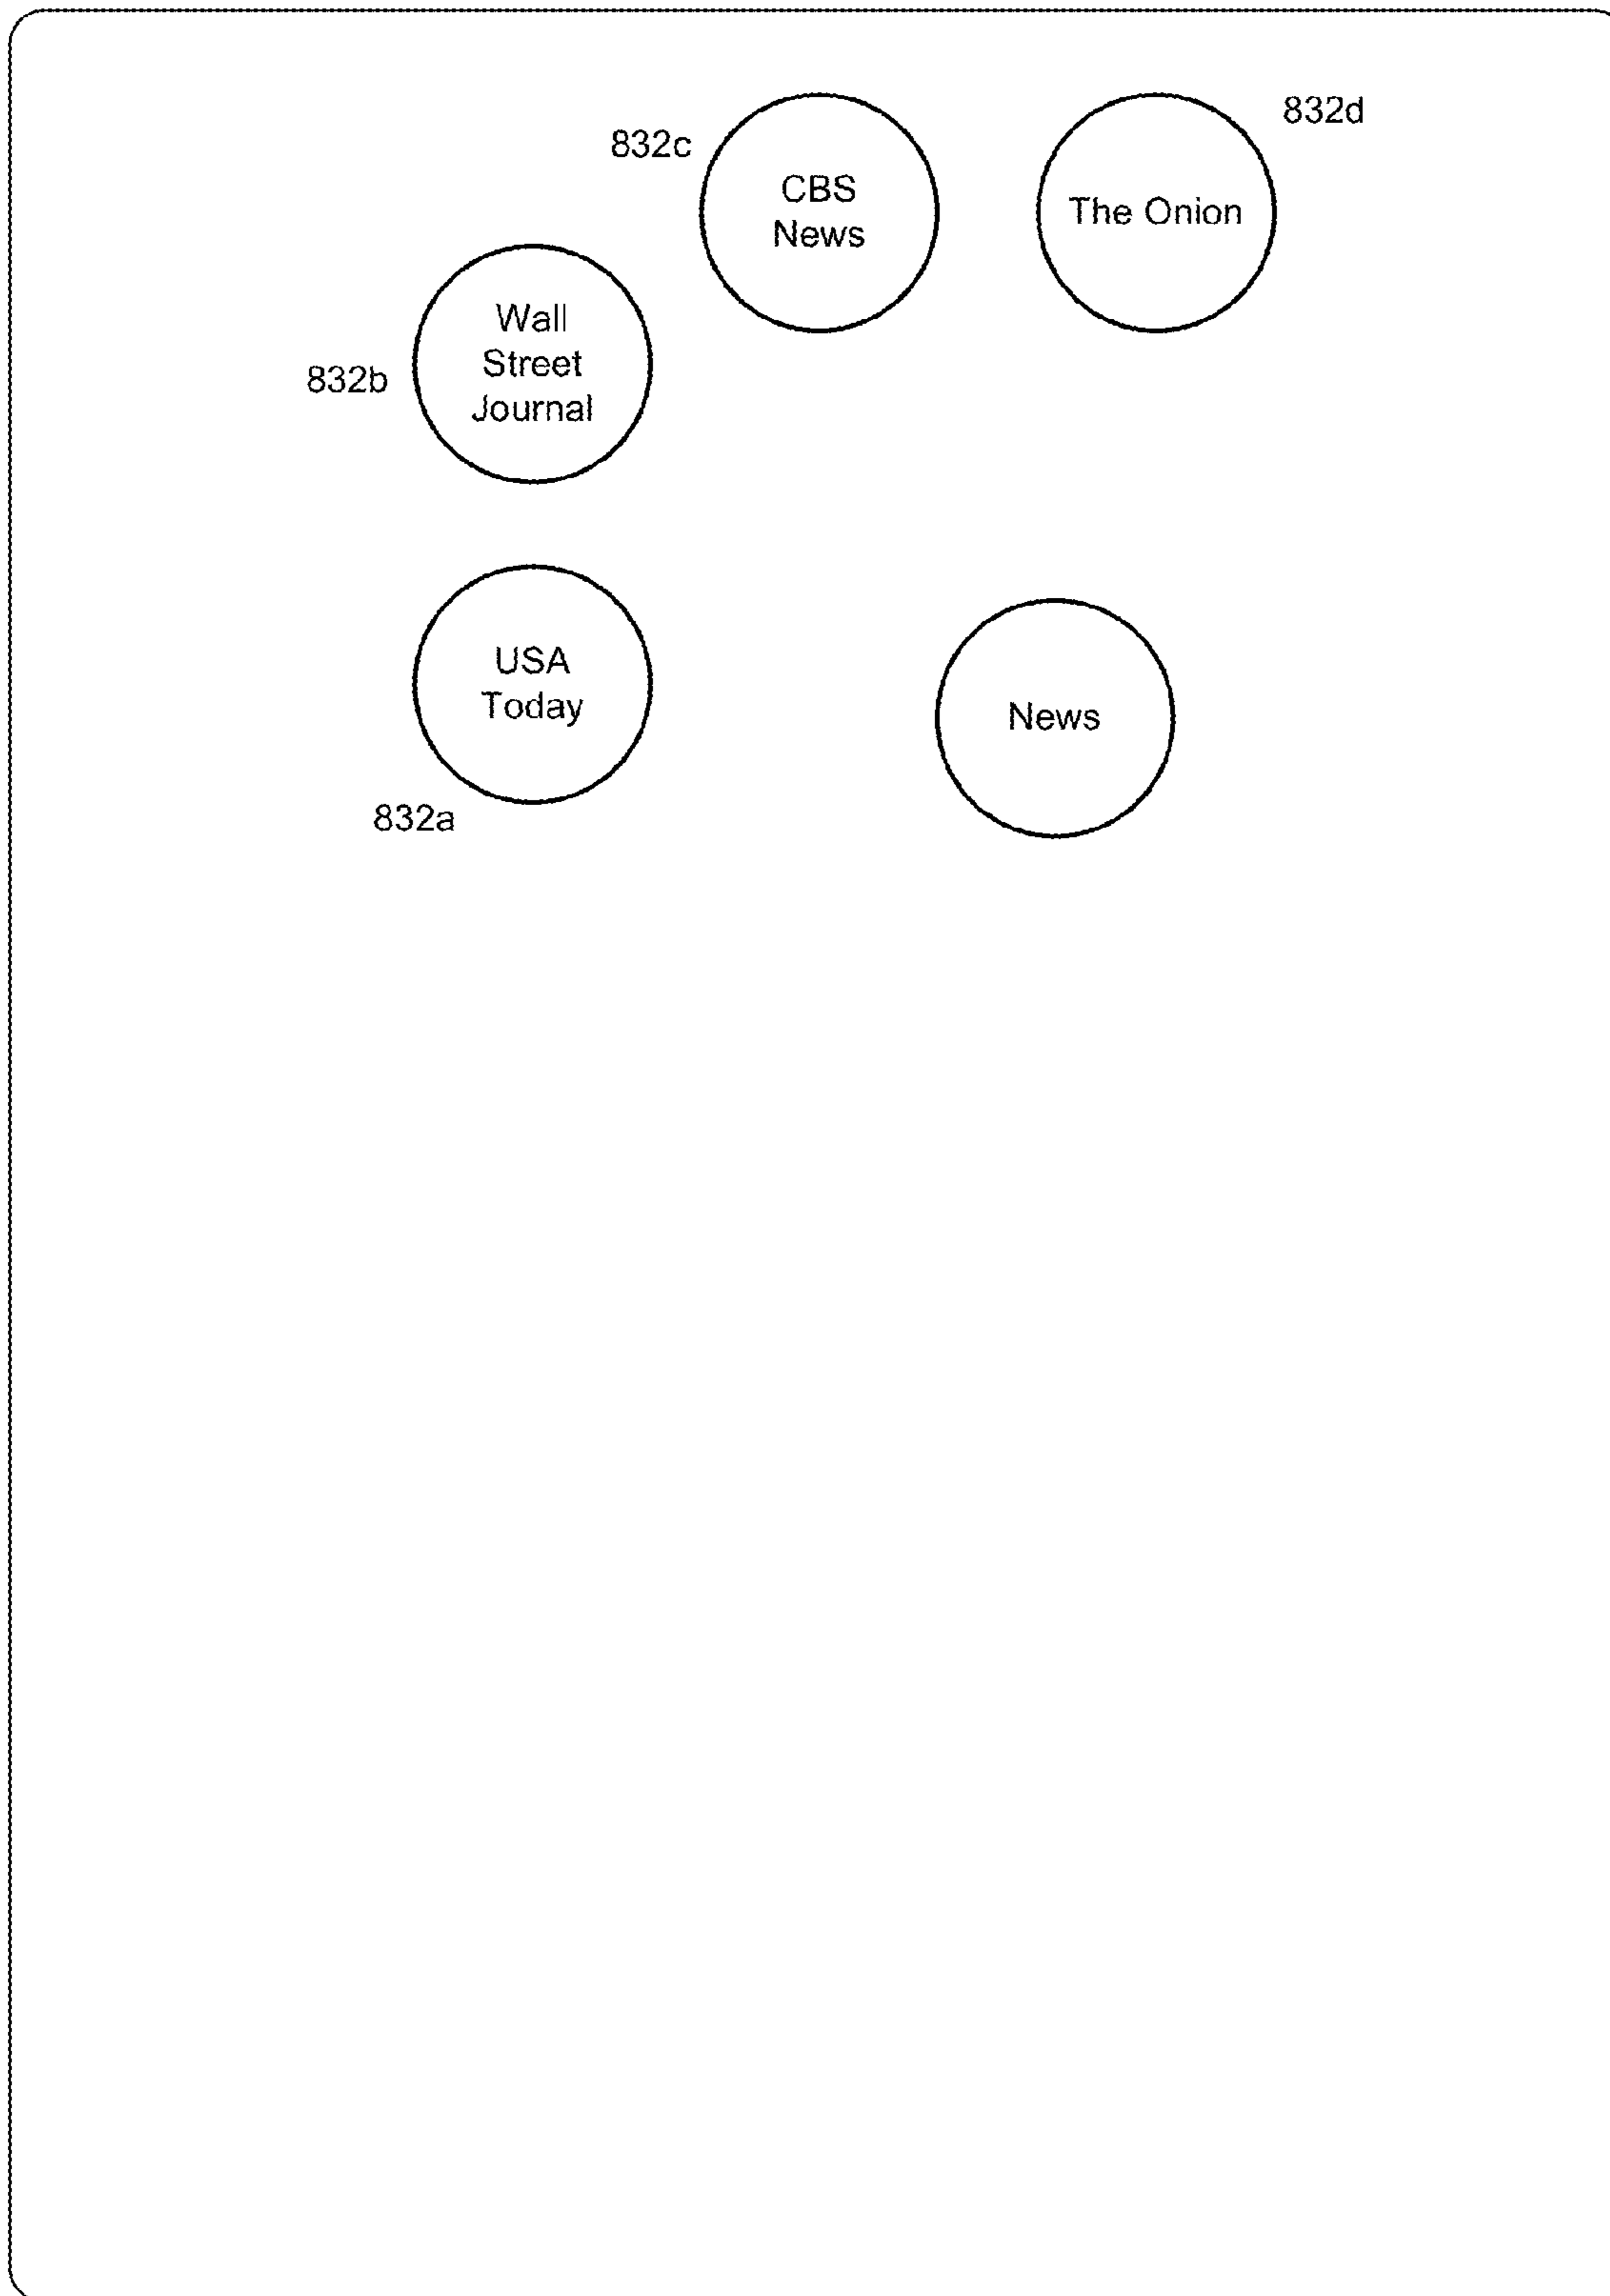 832d
832c
CBS
News
The Onion
Wall
Street
Journal
832b
USA
Today
News
832a